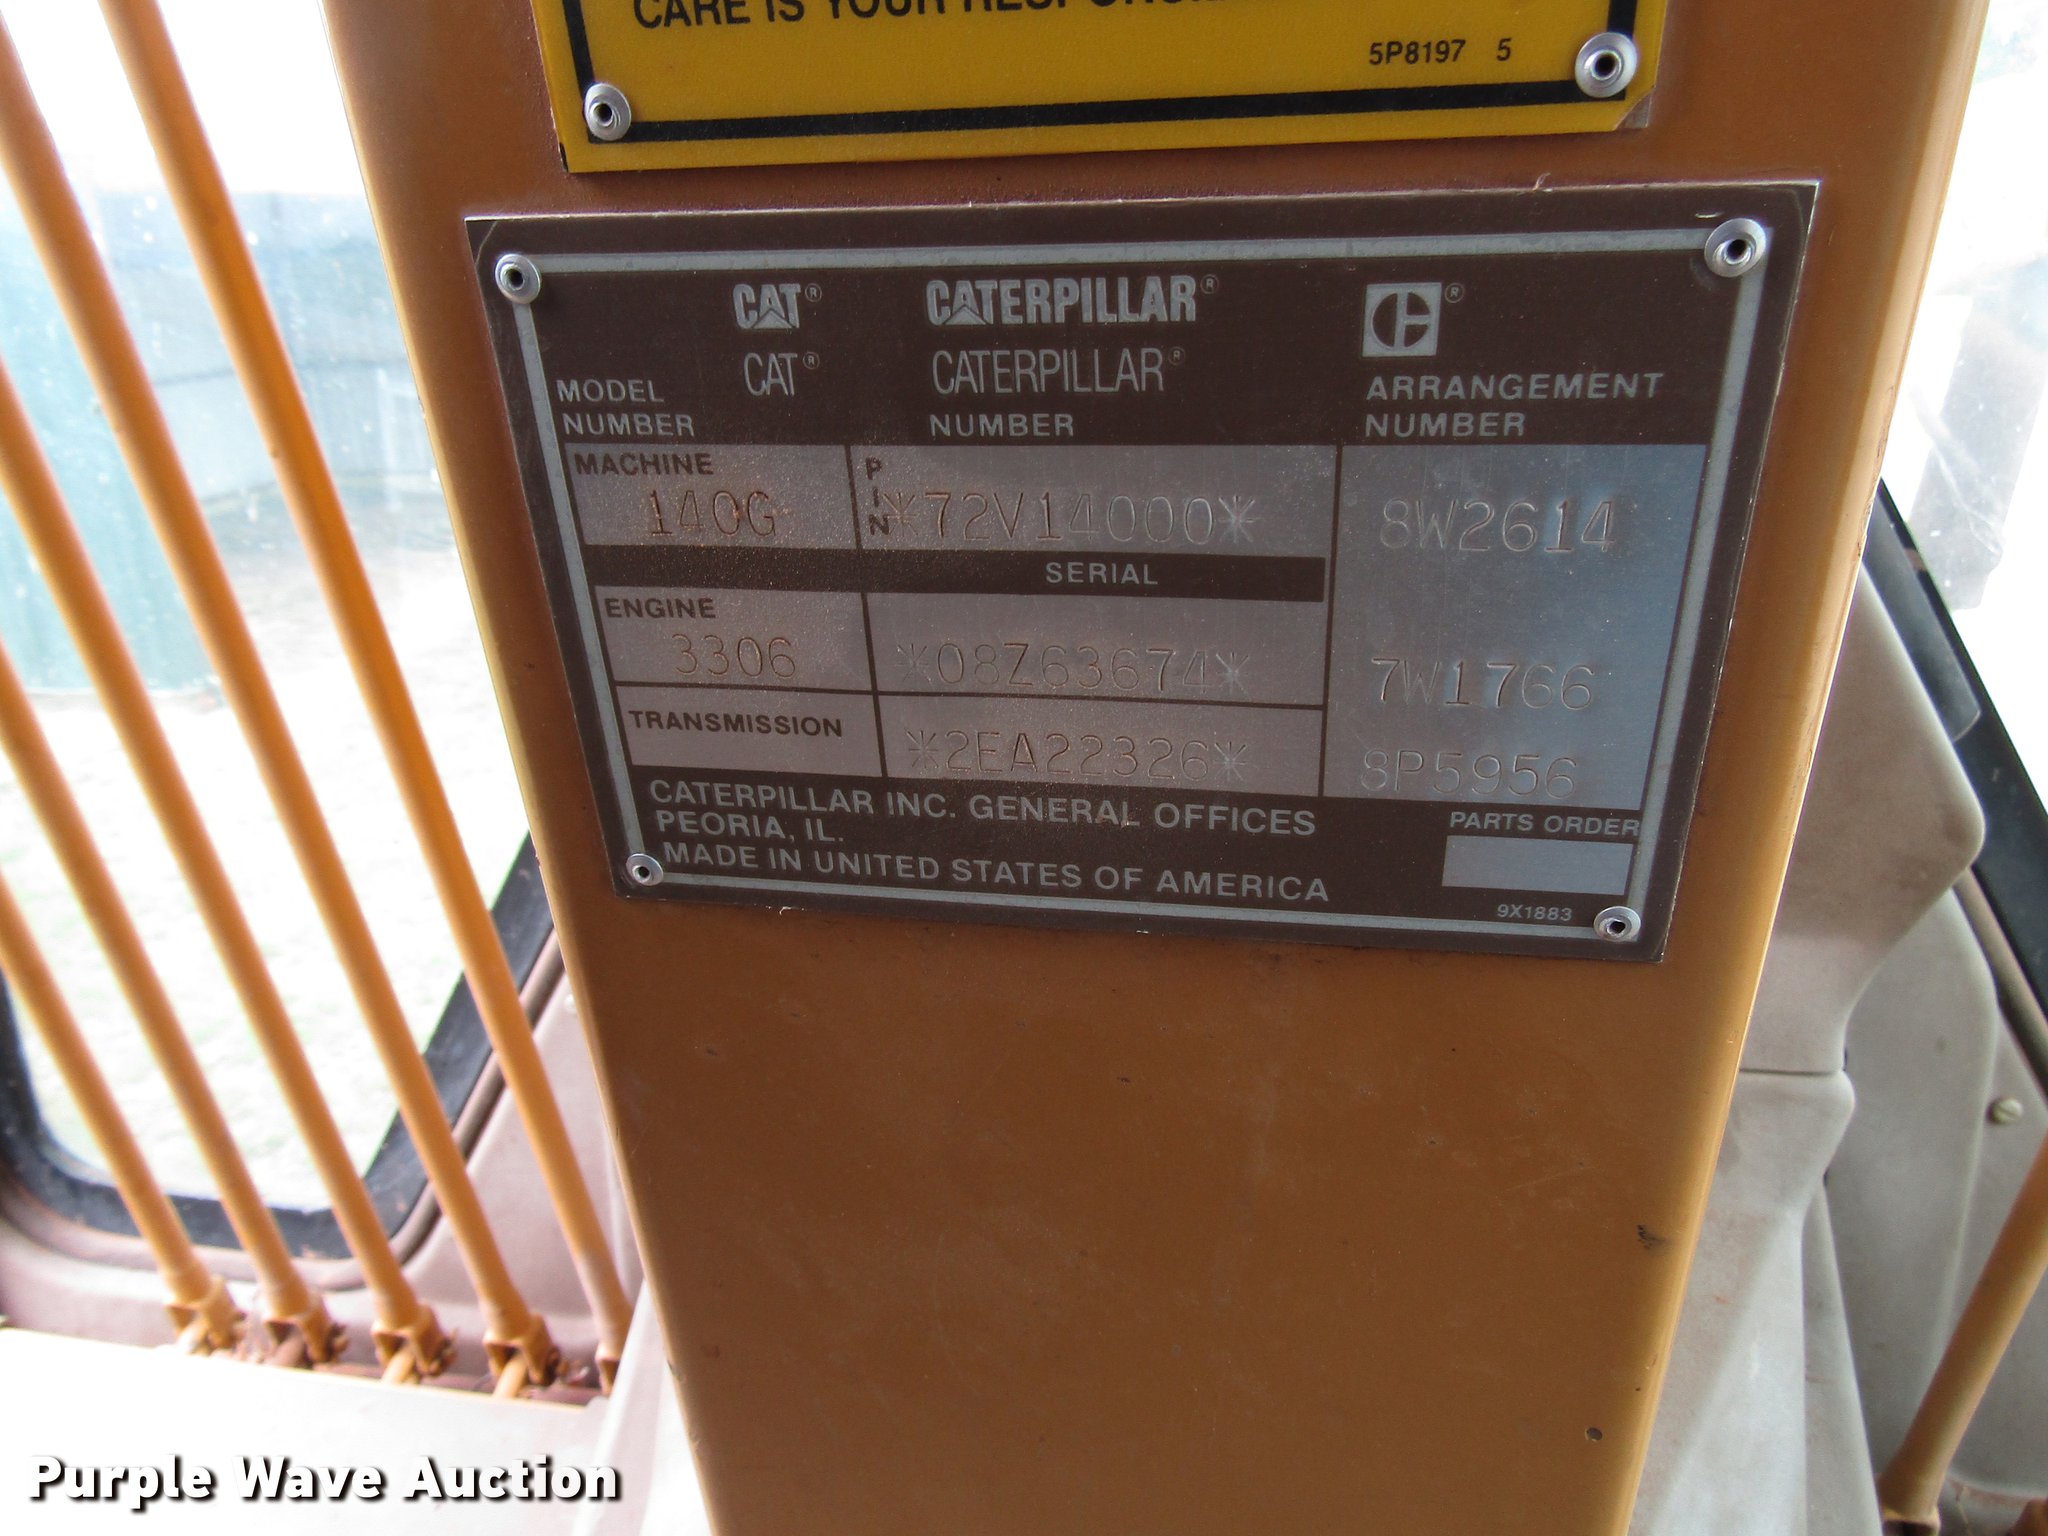 CARE IS YOUR
5P8197 5
CAT® CATERPILLAR® ®
CAT® CATERPILLAR®
MODEL NUMBER
NUMBER
ARRANGEMENT NUMBER
MACHINE
140G
PIN
*72V14000*
8W2614
SERIAL
ENGINE
3306
*08Z63674*
7W1766
TRANSMISSION
*2EA22326*
8P5956
CATERPILLAR INC. GENERAL OFFICES
PEORIA, IL.
MADE IN UNITED STATES OF AMERICA
PARTS ORDER
9X1883
Purple Wave Auction